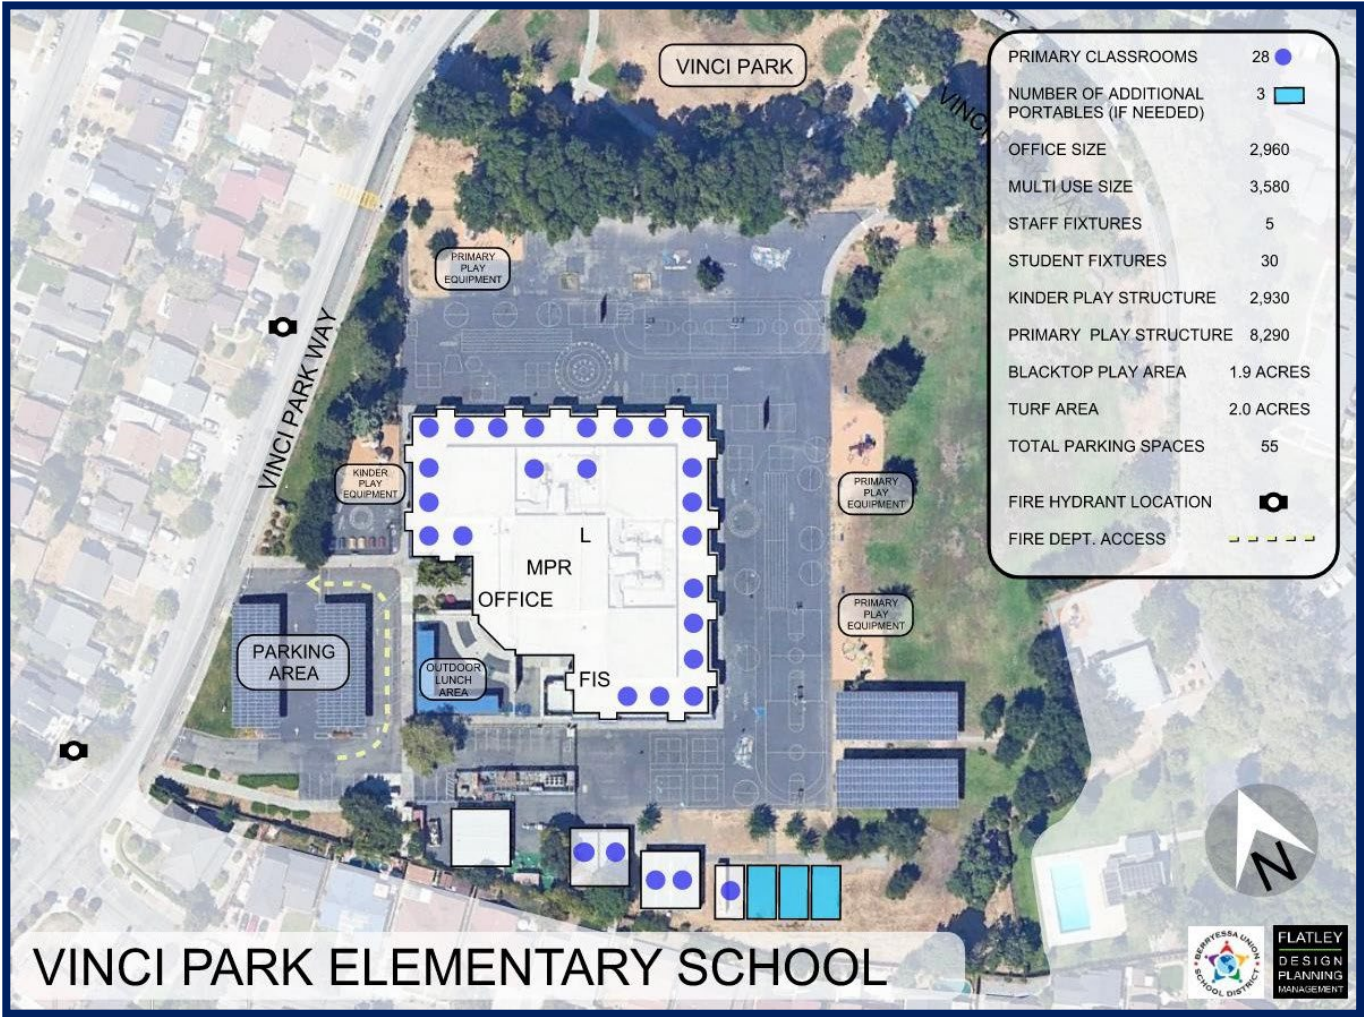 VINCI PARK
PRIMARY CLASSROOMS 28
NUMBER OF ADDITIONAL 3
PORTABLES (IF NEEDED)
OFFICE SIZE 2,960
MULTI USE SIZE 3,580
STAFF FIXTURES 5
STUDENT FIXTURES 30
KINDER PLAY STRUCTURE 2,930
PRIMARY PLAY STRUCTURE 8,290
BLACKTOP PLAY AREA 1.9 ACRES
TURF AREA 2.0 ACRES
TOTAL PARKING SPACES 55
FIRE HYDRANT LOCATION
FIRE DEPT. ACCESS
VINCI
PRIMARY
PLAY
EQUIPMENT
VINCI PARK WAY
KINDER
PLAY
EQUIPMENT
PRIMARY
PLAY
EQUIPMENT
L
MPR
OFFICE
PRIMARY
PLAY
EQUIPMENT
PARKING
AREA
OUTDOOR
LUNCH
AREA
FIS
N
VINCI PARK ELEMENTARY SCHOOL
BERRYESSA UNION
SCHOOL DISTRICT
FLATLEY
DESIGN
PLANNING
MANAGEMENT